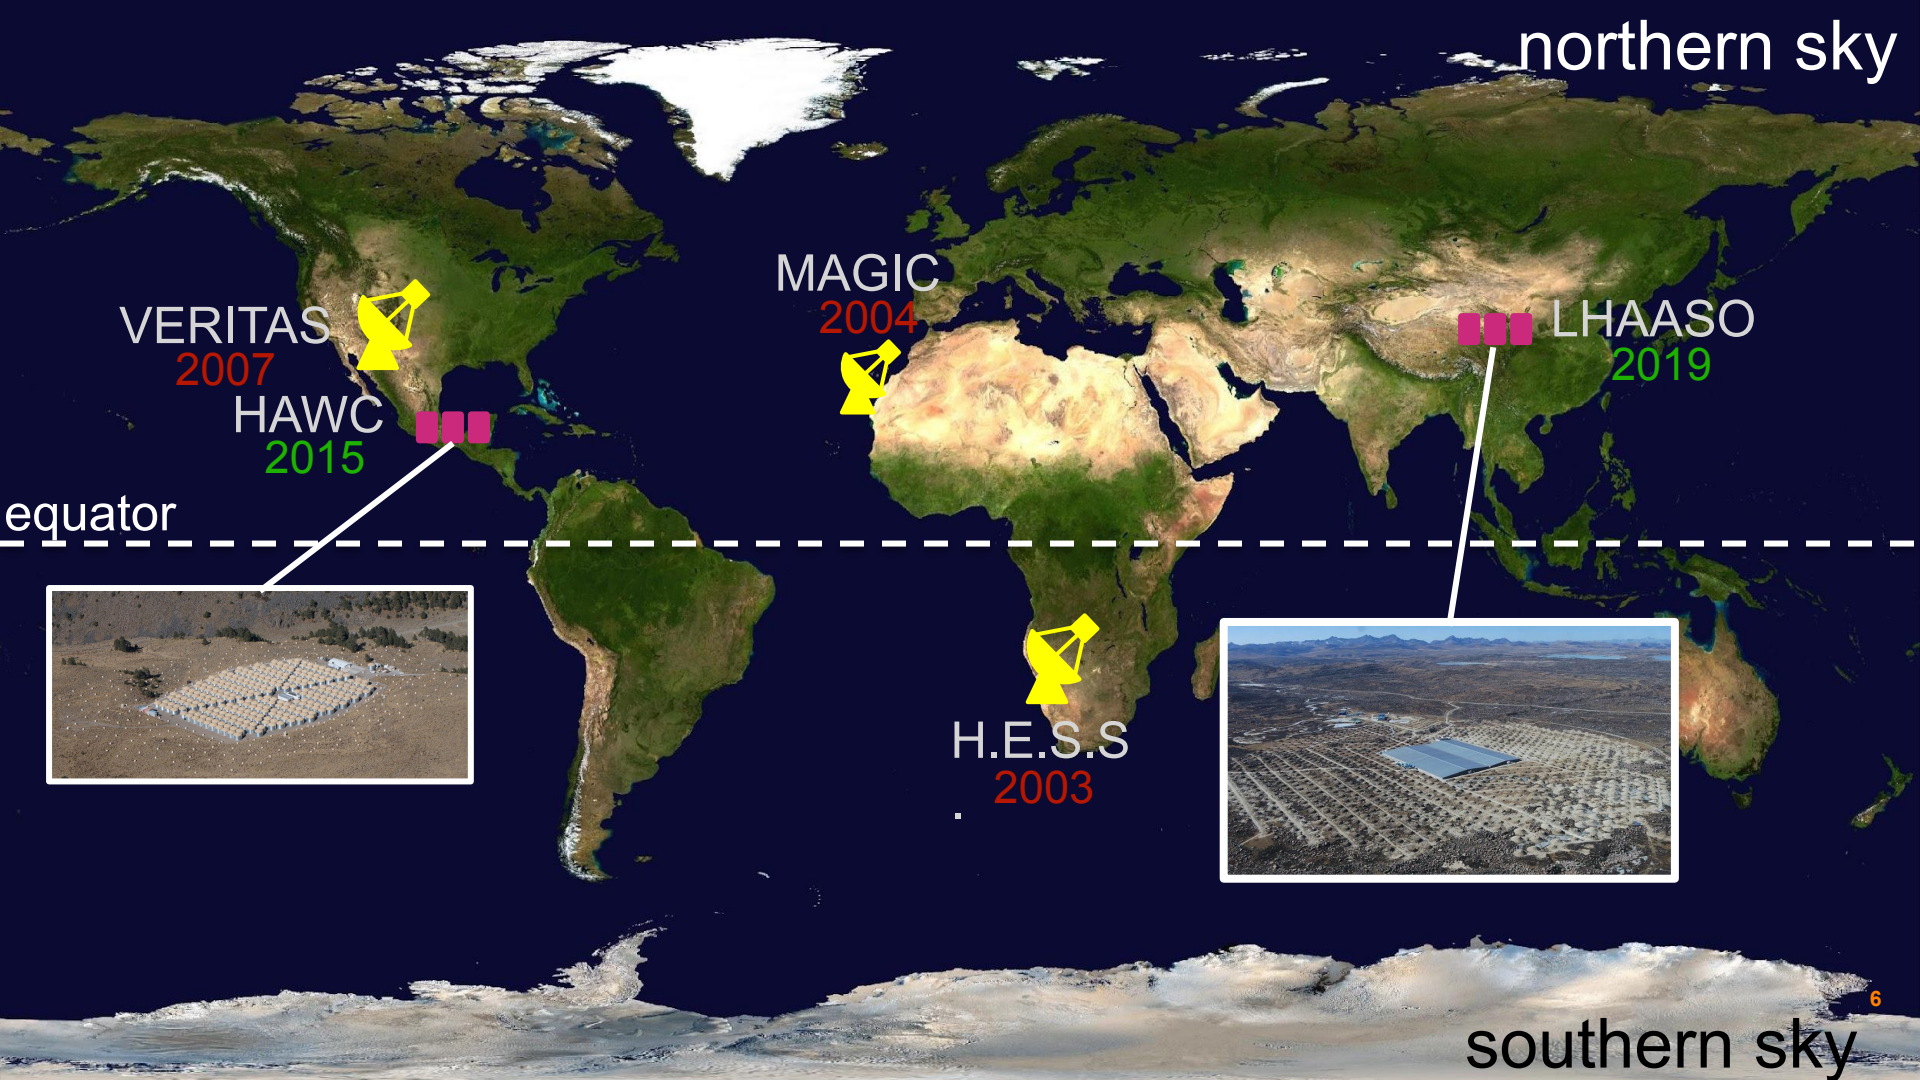 northern sky
MAGIC
2004
VERITAS
2007
LHAASO
2019
HAWC
2015
equator
H.E.S.S
2003
.
6
southern sky